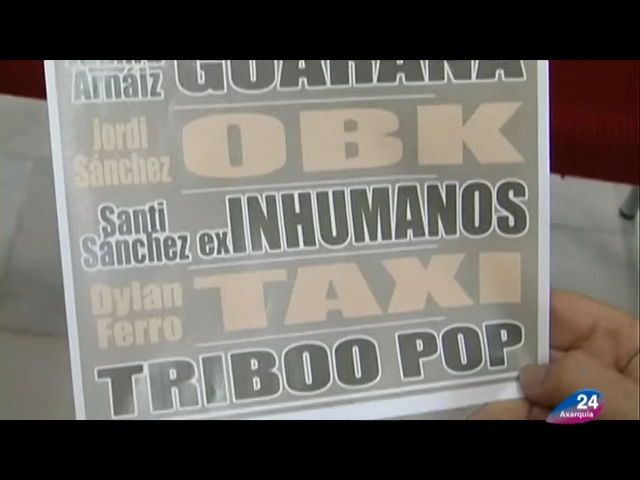 Arnáiz GUARANA
Jordi
Sánchez
OBK
Santi
Sánchez ex INHUMANOS
Dylan
Ferro
TAXI
TRIBOO POP
24
Axarquía